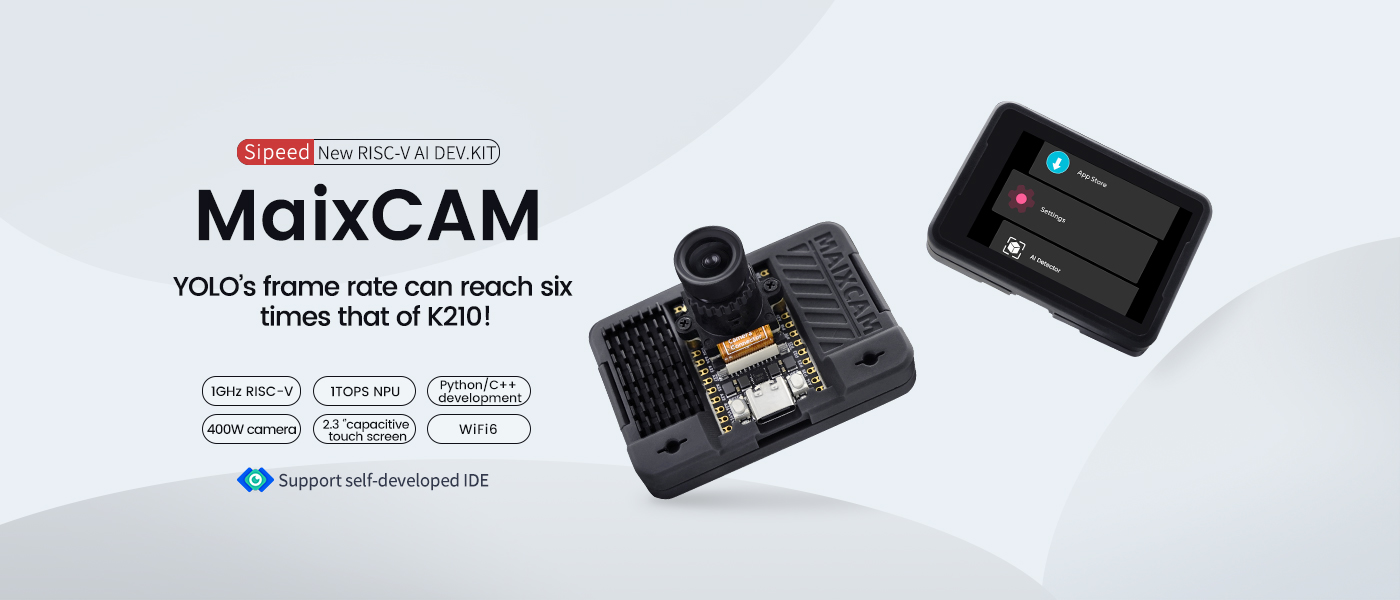 Sipeed New RISC-V AI DEV.KIT
MaixCAM
YOLO's frame rate can reach six
times that of K210!
1GHz RISC-V
1TOPS NPU
Python/C++
development
400W camera
2.3 "capacitive
touch screen
WiFi6
Support self-developed IDE
MAIXCAM
MAIXCAM
Camera
Connector
App Store
Settings
AI Detector